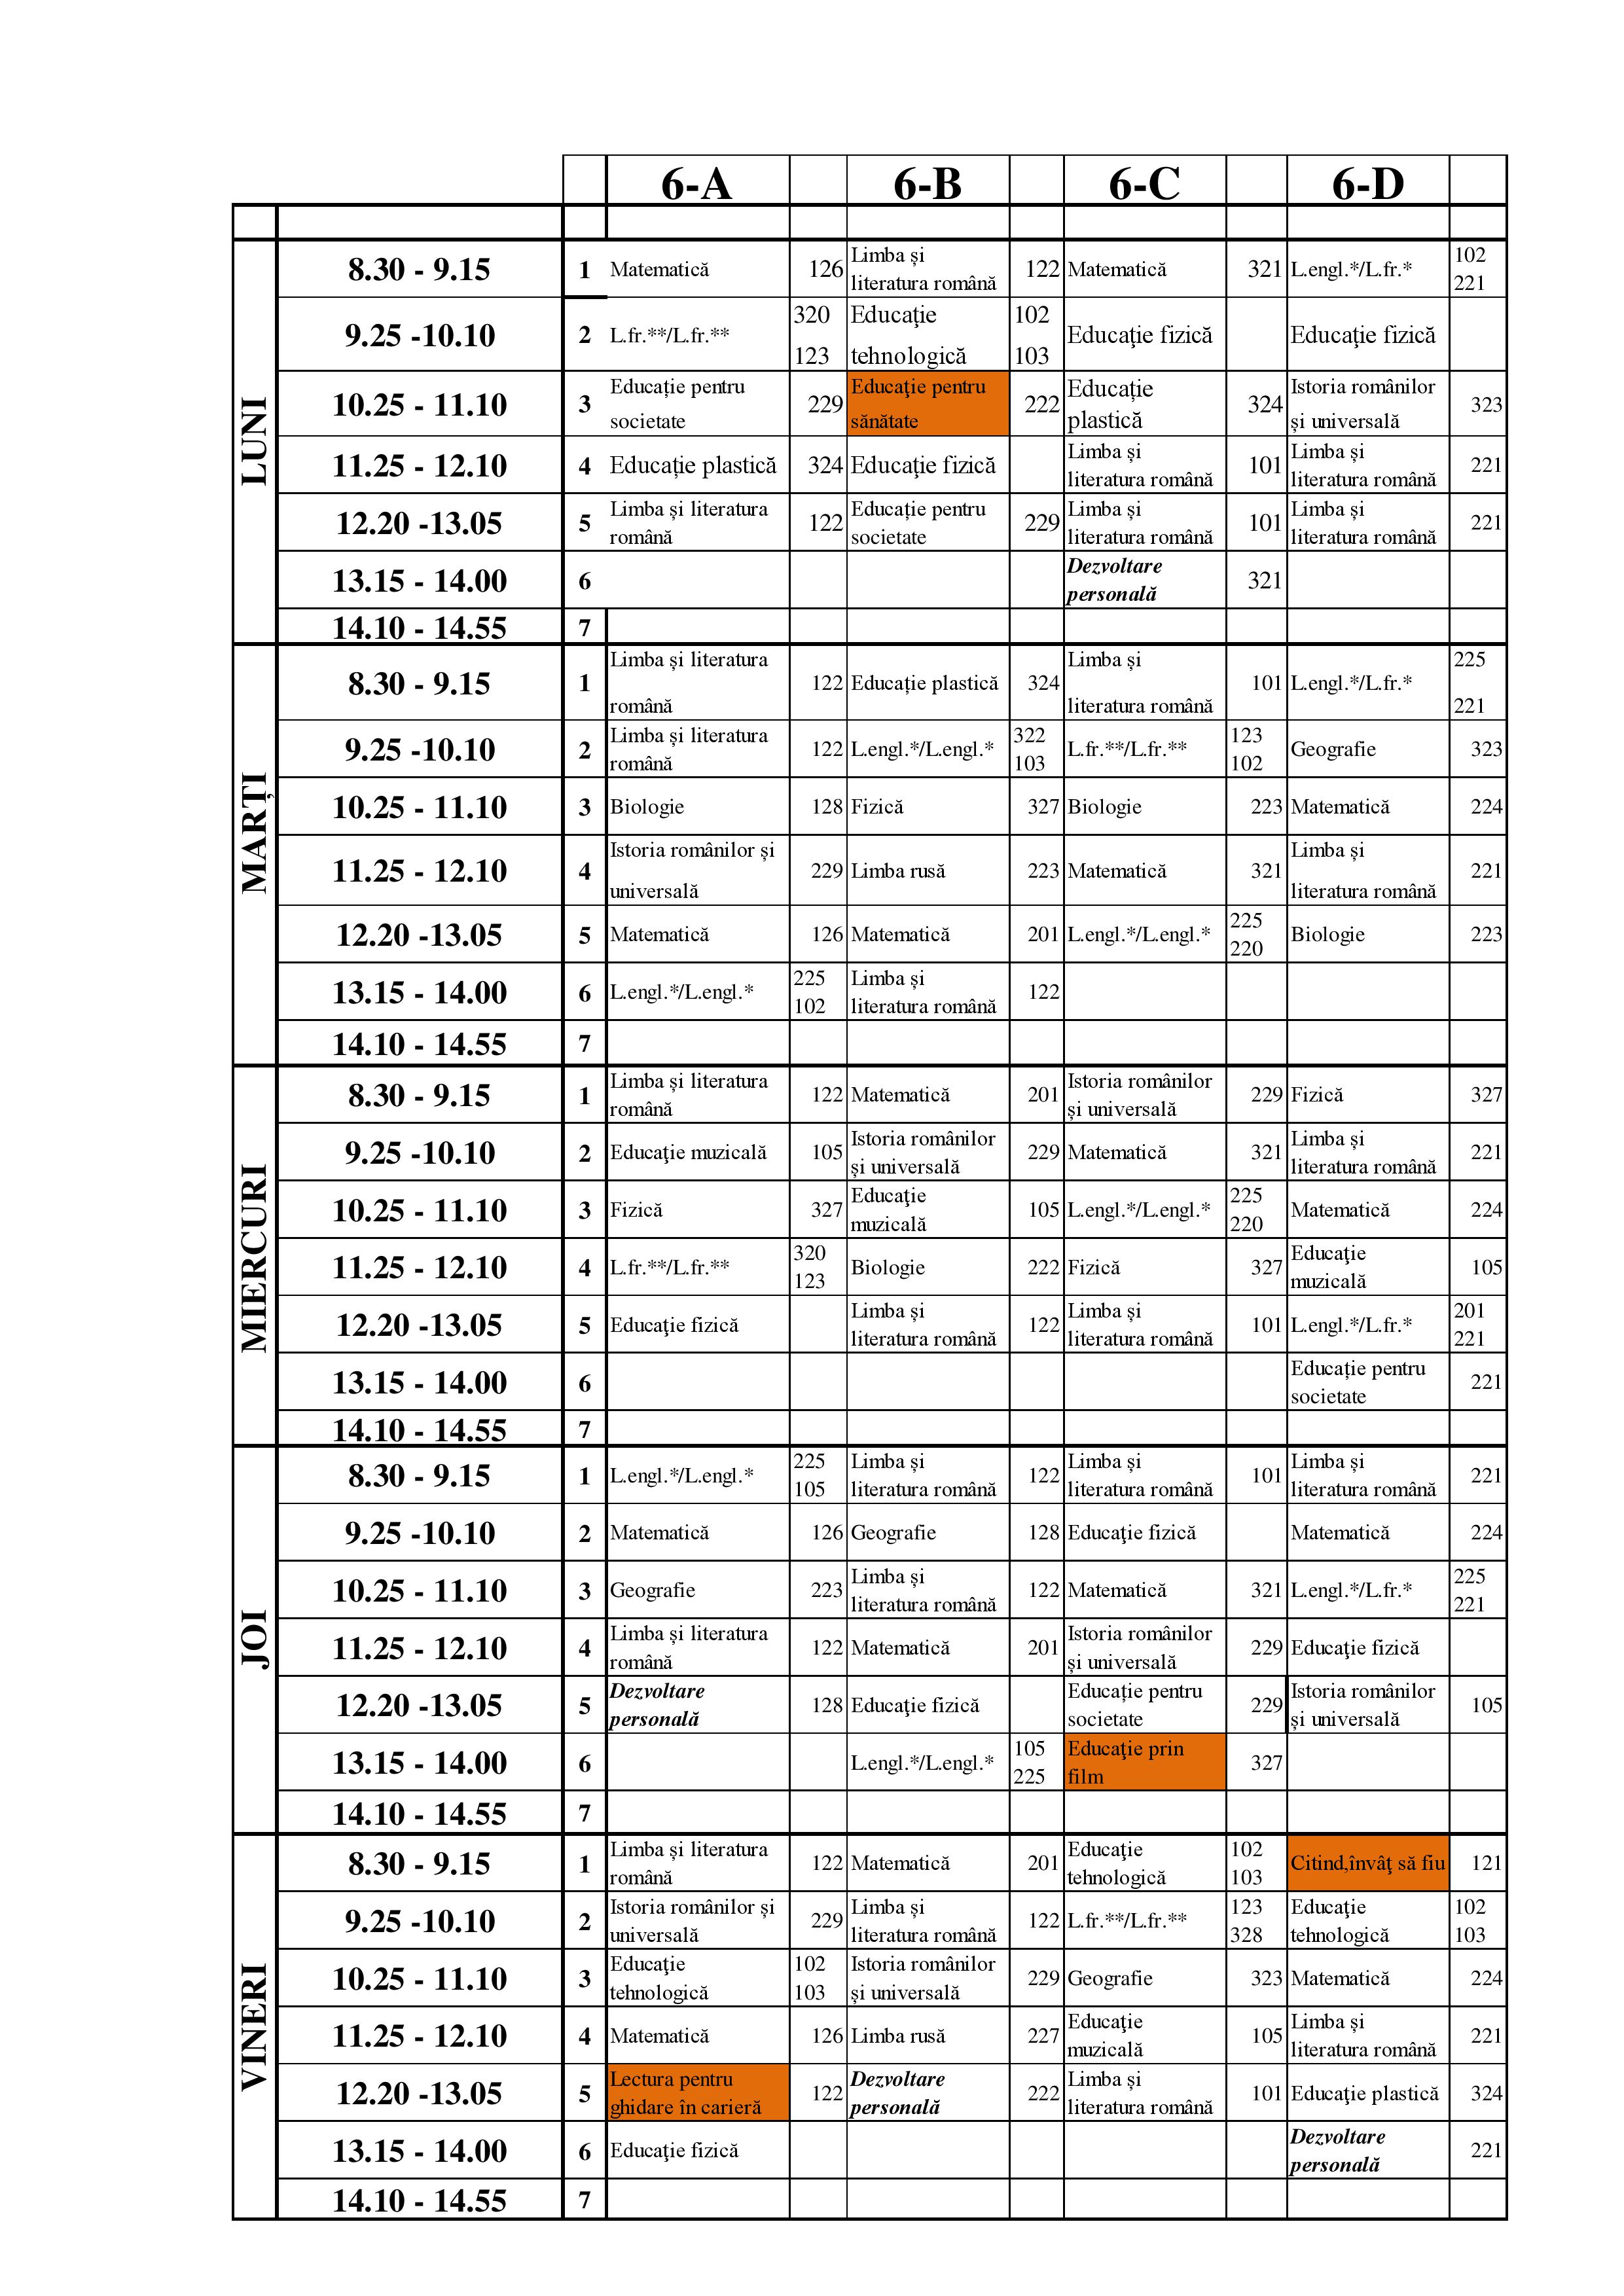 6-A 6-B 6-C 6-D
LUNI
8.30 - 9.15 1 Matematică 126 Limba și literatura română 122 Matematică 321 L.engl.*/L.fr.* 102 221
9.25 -10.10 2 L.fr.**/L.fr.** 320 123 Educaţie tehnologică 102 103 Educaţie fizică Educaţie fizică
10.25 - 11.10 3 Educație pentru societate 229 Educaţie pentru sănătate 222 Educație plastică 324 Istoria românilor și universală 323
11.25 - 12.10 4 Educație plastică 324 Educaţie fizică Limba și literatura română 101 Limba și literatura română 221
12.20 -13.05 5 Limba și literatura română 122 Educație pentru societate 229 Limba și literatura română 101 Limba și literatura română 221
13.15 - 14.00 6 Dezvoltare personală 321
14.10 - 14.55 7
MARȚI
8.30 - 9.15 1 Limba și literatura română 122 Educație plastică 324 Limba și literatura română 101 L.engl.*/L.fr.* 225 221
9.25 -10.10 2 Limba și literatura română 122 L.engl.*/L.engl.* 322 103 L.fr.**/L.fr.** 123 102 Geografie 323
10.25 - 11.10 3 Biologie 128 Fizică 327 Biologie 223 Matematică 224
11.25 - 12.10 4 Istoria românilor și universală 229 Limba rusă 223 Matematică 321 Limba și literatura română 221
12.20 -13.05 5 Matematică 126 Matematică 201 L.engl.*/L.engl.* 225 220 Biologie 223
13.15 - 14.00 6 L.engl.*/L.engl.* 225 102 Limba și literatura română 122
14.10 - 14.55 7
MIERCURI
8.30 - 9.15 1 Limba și literatura română 122 Matematică 201 Istoria românilor și universală 229 Fizică 327
9.25 -10.10 2 Educaţie muzicală 105 Istoria românilor și universală 229 Matematică 321 Limba și literatura română 221
10.25 - 11.10 3 Fizică 327 Educaţie muzicală 105 L.engl.*/L.engl.* 225 220 Matematică 224
11.25 - 12.10 4 L.fr.**/L.fr.** 320 123 Biologie 222 Fizică 327 Educaţie muzicală 105
12.20 -13.05 5 Educaţie fizică Limba și literatura română 122 Limba și literatura română 101 L.engl.*/L.fr.* 201 221
13.15 - 14.00 6 Educație pentru societate 221
14.10 - 14.55 7
JOI
8.30 - 9.15 1 L.engl.*/L.engl.* 225 105 Limba și literatura română 122 Limba și literatura română 101 Limba și literatura română 221
9.25 -10.10 2 Matematică 126 Geografie 128 Educaţie fizică Matematică 224
10.25 - 11.10 3 Geografie 223 Limba și literatura română 122 Matematică 321 L.engl.*/L.fr.* 225 221
11.25 - 12.10 4 Limba și literatura română 122 Matematică 201 Istoria românilor și universală 229 Educaţie fizică
12.20 -13.05 5 Dezvoltare personală 128 Educaţie fizică Educație pentru societate 229 Istoria românilor și universală 105
13.15 - 14.00 6 L.engl.*/L.engl.* 105 225 Educaţie prin film 327
14.10 - 14.55 7
VINERI
8.30 - 9.15 1 Limba și literatura română 122 Matematică 201 Educaţie tehnologică 102 103 Citind,învâţ să fiu 121
9.25 -10.10 2 Istoria românilor și universală 229 Limba și literatura română 122 L.fr.**/L.fr.** 123 328 Educaţie tehnologică 102 103
10.25 - 11.10 3 Educaţie tehnologică 102 103 Istoria românilor și universală 229 Geografie 323 Matematică 224
11.25 - 12.10 4 Matematică 126 Limba rusă 227 Educaţie muzicală 105 Limba și literatura română 221
12.20 -13.05 5 Lectura pentru ghidare în carieră 122 Dezvoltare personală 222 Limba și literatura română 101 Educație plastică 324
13.15 - 14.00 6 Educaţie fizică Dezvoltare personală 221
14.10 - 14.55 7